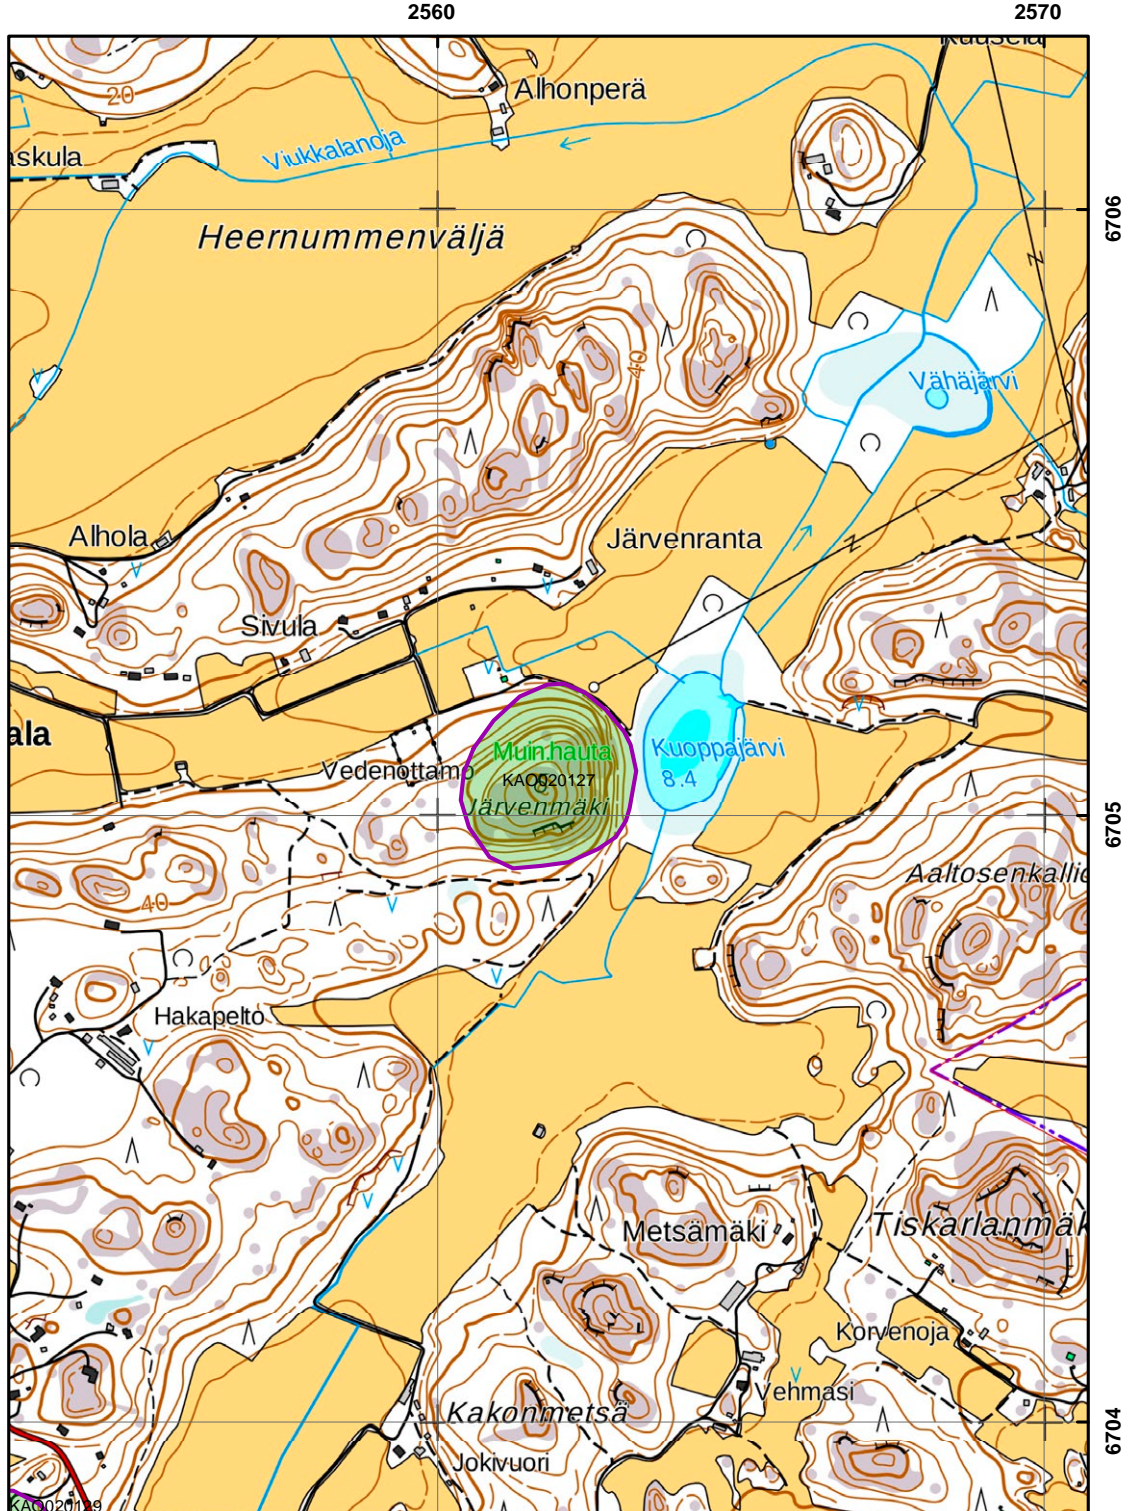 2560
2570
Kuusela
20
Alhonperä
Viukkalanoja
askula
6706
Heernummenväljä
40
Vähäjärvi
Alhola
Järvenranta
Sivula
ala
Muin.hauta
Kuoppajärvi
Vedenottamo
KAO020127
8.4
Järvenmäki
6705
Aaltosenkallio
40
Hakapelto
Metsämäki
Tiskarlanmäk
Korvenoja
Vehmasi
Kakonmetsä
6704
Jokivuori
KAO020129